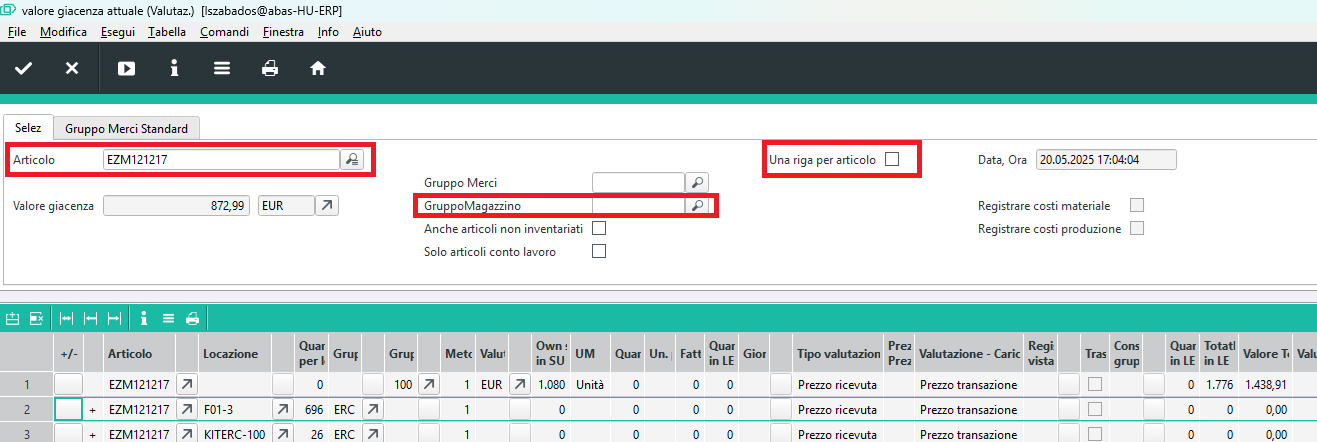 valore giacenza attuale (Valutaz.) [lszabados@abas-HU-ERP]
File Modifica Esegui Tabella Comandi Finestra Info Aiuto
Selez Gruppo Merci Standard
Articolo EZM121217 Una riga per articolo Data, Ora 20.05.2025 17:04:04
Gruppo Merci
Valore giacenza 872,99 EUR GruppoMagazzino Registrare costi materiale
Anche articoli non inventariati Registrare costi produzione
Solo articoli conto lavoro
+/- Articolo Locazione Quar per l Grup Grup Meto Valut Own s in SU UM Quar Un. Fatt Quar in LE Gior Tipo valutazion Prez Prez Valutazione - Caric Regi vista Tras Cons grup Quar in LE Totatl in LE Valore To Valu
1 EZM121217 0 100 1 EUR 1.080 Unità 0 0 0 Prezzo ricevuta Prezzo transazione 0 1.776 1.438,91
2 + EZM121217 F01-3 696 ERC 1 0 0 0 0 Prezzo ricevuta Prezzo transazione 0 0 0,00
3 + EZM121217 KITERC-100 26 ERC 1 0 0 0 0 Prezzo ricevuta Prezzo transazione 0 0 0,00